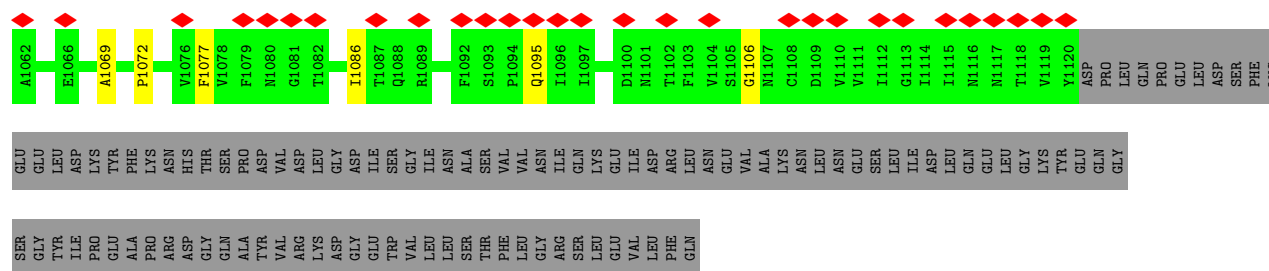 A1062 E1066 A1069 P1072 V1076 F1077 V1078 F1079 N1080 G1081 T1082 I1086 T1087 Q1088 R1089 F1092 S1093 P1094 Q1095 I1096 I1097 D1100 N1101 T1102 F1103 V1104 S1105 G1106 N1107 C1108 D1109 V1110 V1111 I1112 G1113 I1114 I1115 N1116 N1117 T1118 V1119 Y1120 ASP PRO LEU GLN PRO GLU LEU ASP SER PHE
GLU GLU LEU ASP LYS TYR PHE LYS ASN HIS THR SER PRO ASP VAL ASP LEU GLY ASP ILE SER GLY ILE ASN ALA SER VAL VAL ASN ILE GLN LYS GLU ILE ASP ARG LEU ASN GLU VAL ALA LYS ASN LEU ASN GLU SER LEU ILE ASP LEU GLN GLU LEU GLY LYS TYR GLU GLN GLY
SER GLY TYR ILE PRO GLU ALA PRO ARG ASP GLY GLN ALA TYR VAL ARG LYS ASP GLY GLU TRP VAL LEU LEU SER THR PHE LEU GLY ARG SER LEU GLU VAL LEU PHE GLN